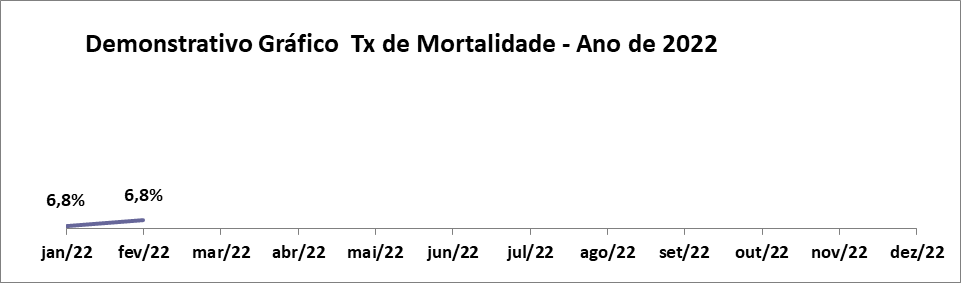 Demonstrativo Gráfico  Tx de Mortalidade - Ano de 2022
6,8% 6,8%
jan/22 fev/22 mar/22 abr/22 mai/22 jun/22 jul/22 ago/22 set/22 out/22 nov/22 dez/22